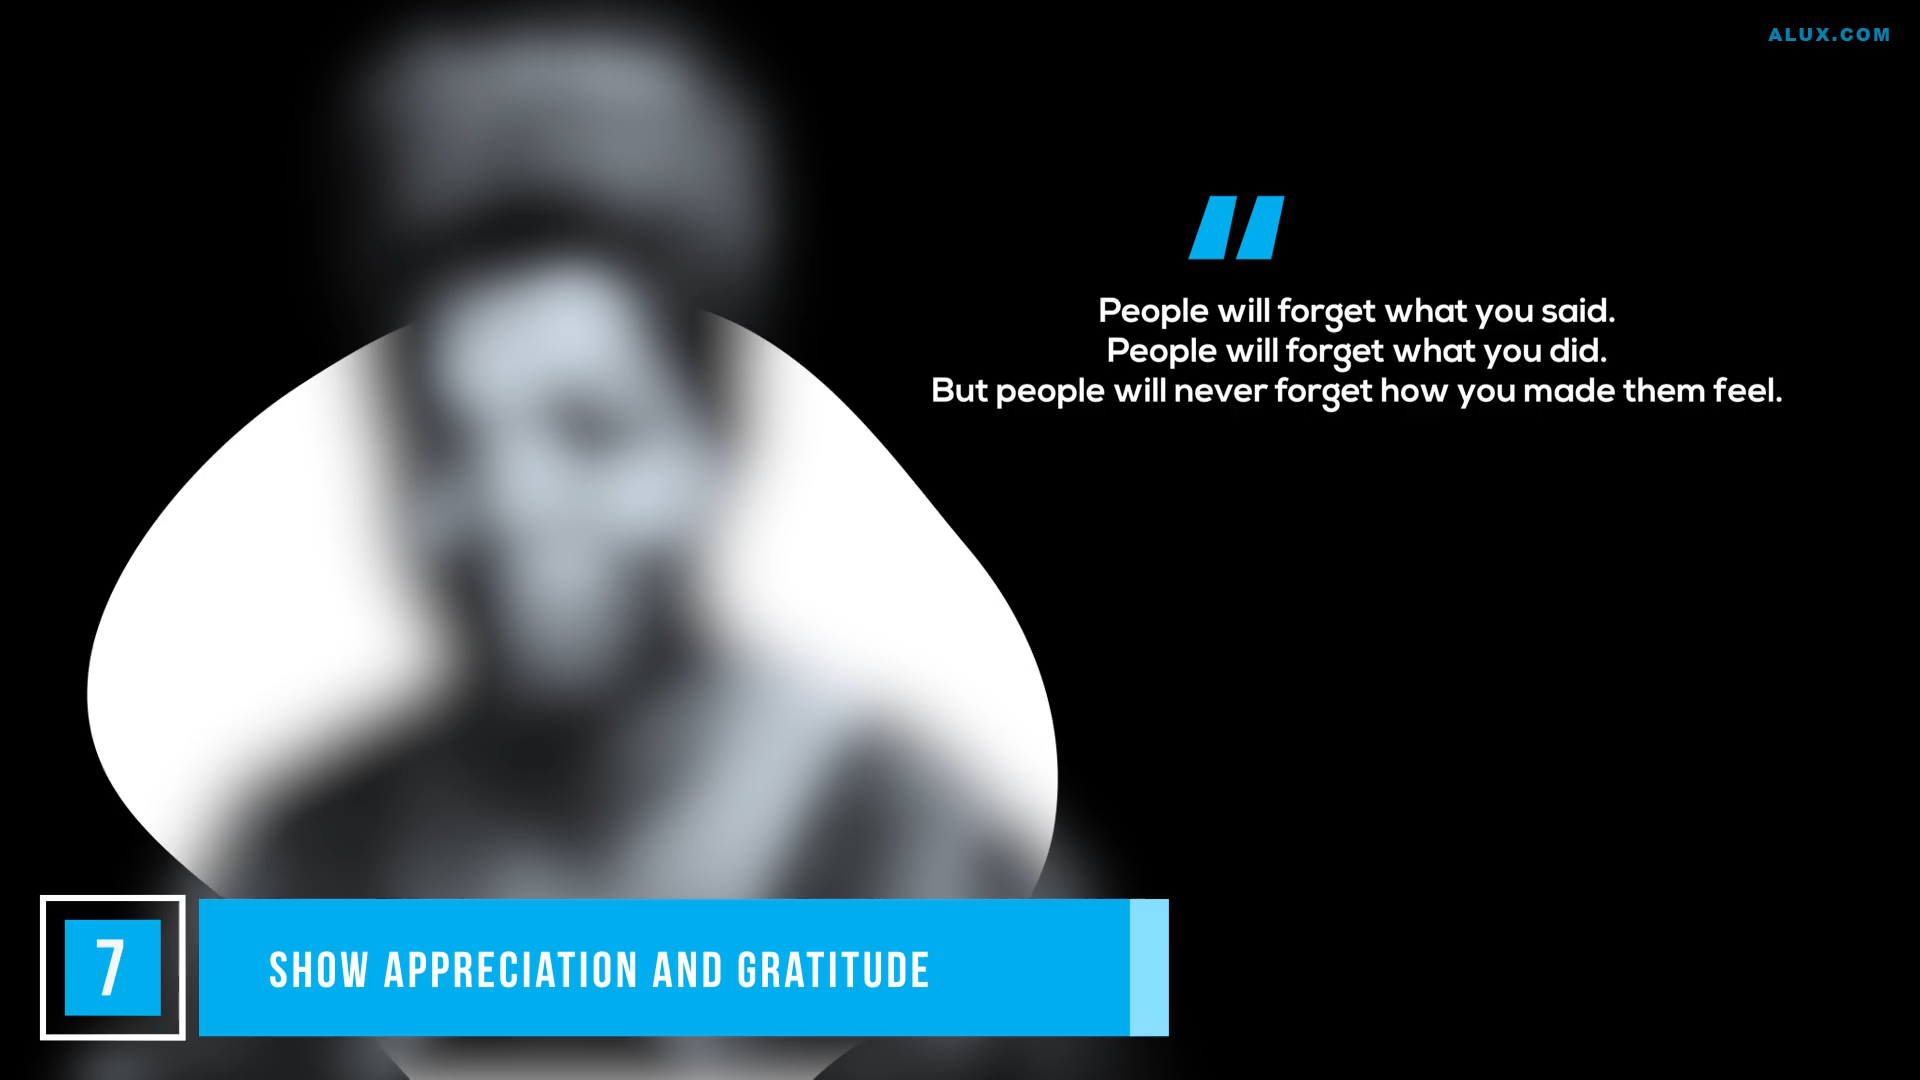 ALUX.COM
People will forget what you said.
People will forget what you did.
But people will never forget how you made them feel.
7
SHOW APPRECIATION AND GRATITUDE